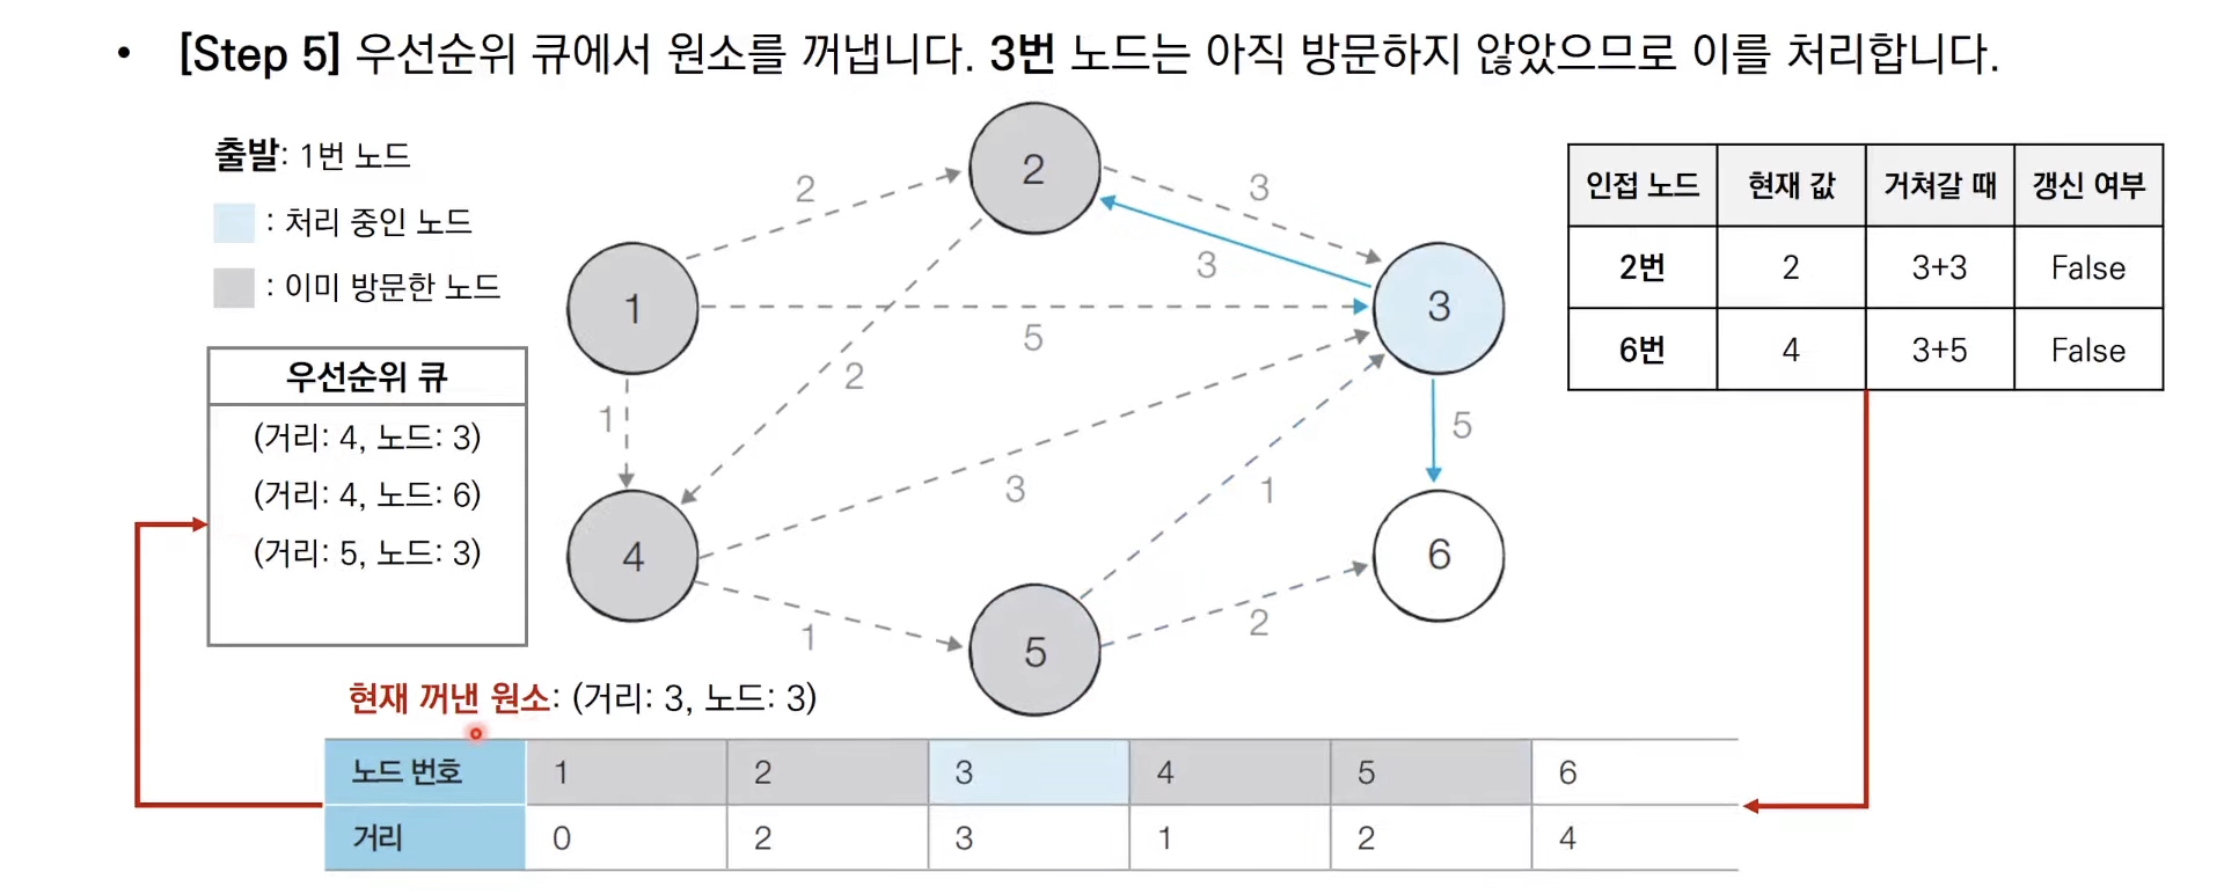 • [Step 5] 우선순위 큐에서 원소를 꺼냅니다. 3번 노드는 아직 방문하지 않았으므로 이를 처리합니다.
출발: 1번 노드
: 처리 중인 노드
: 이미 방문한 노드
우선순위 큐
(거리: 4, 노드: 3)
(거리: 4, 노드: 6)
(거리: 5, 노드: 3)
1
2
3
4
5
6
2
3
3
5
2
1
3
1
5
1
2
인접 노드 현재 값 거쳐갈 때 갱신 여부
2번 2 3+3 False
6번 4 3+5 False
현재 꺼낸 원소: (거리: 3, 노드: 3)
노드 번호 1 2 3 4 5 6
거리 0 2 3 1 2 4